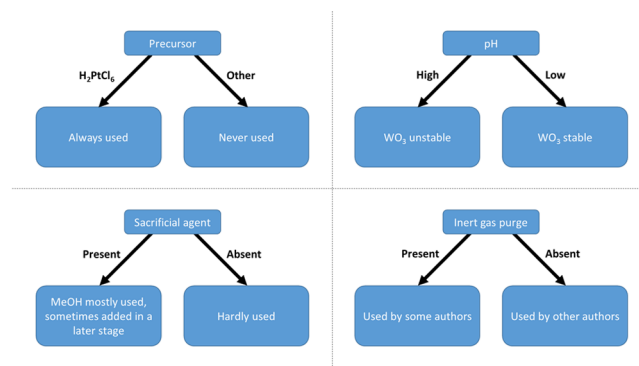 Precursor
H₂PtCl₆
Other
Always used
Never used
pH
High
Low
WO₃ unstable
WO₃ stable
Sacrificial agent
Present
Absent
MeOH mostly used,
sometimes added in a
later stage
Hardly used
Inert gas purge
Present
Absent
Used by some authors
Used by other authors